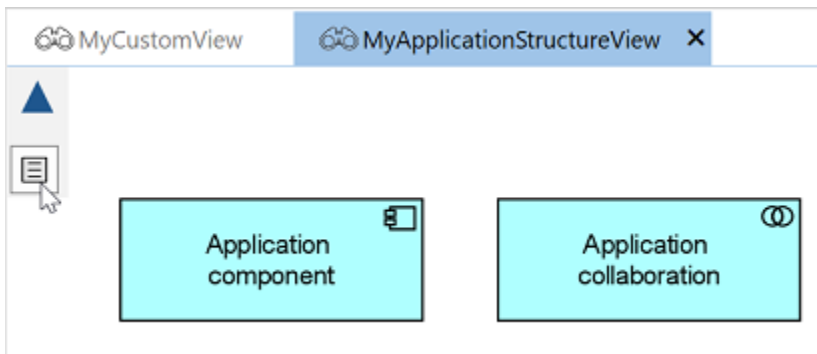 MyCustomView
MyApplicationStructureView
Application
component
Application
collaboration